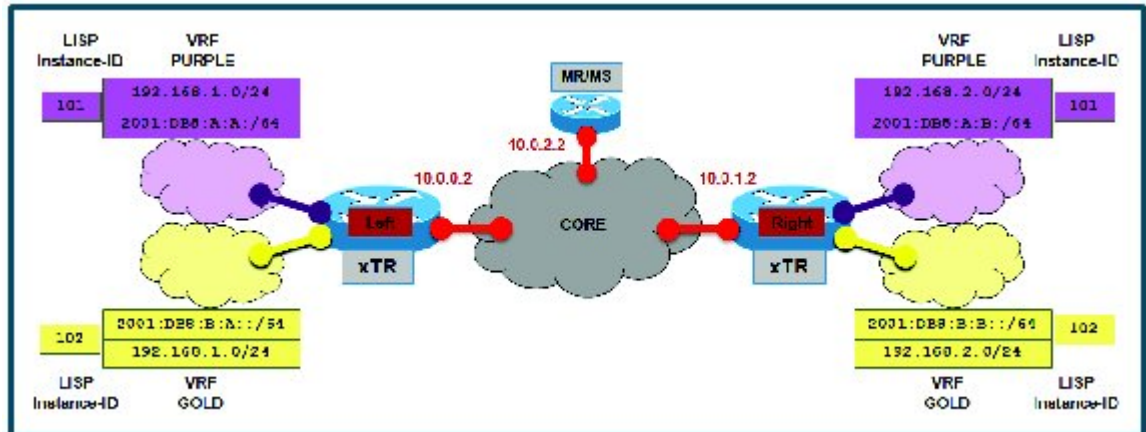 LISP
Instance-ID
VRF
PURPLE
101
192.168.1.0/24
2001:DB8:A:A:/64
MR/MS
10.0.2.2
VRF
PURPLE
LISP
Instance-ID
192.168.2.0/24
2001:DB8:A:B:/64
101
10.0.0.2
Left
xTR
CORE
10.0.1.2
Right
xTR
102
2001:DB8:B:A::/64
192.168.1.0/24
2001:DB8:B:B::/64
192.168.2.0/24
102
LISP
Instance-ID
VRF
GOLD
VRF
GOLD
LISP
Instance-ID